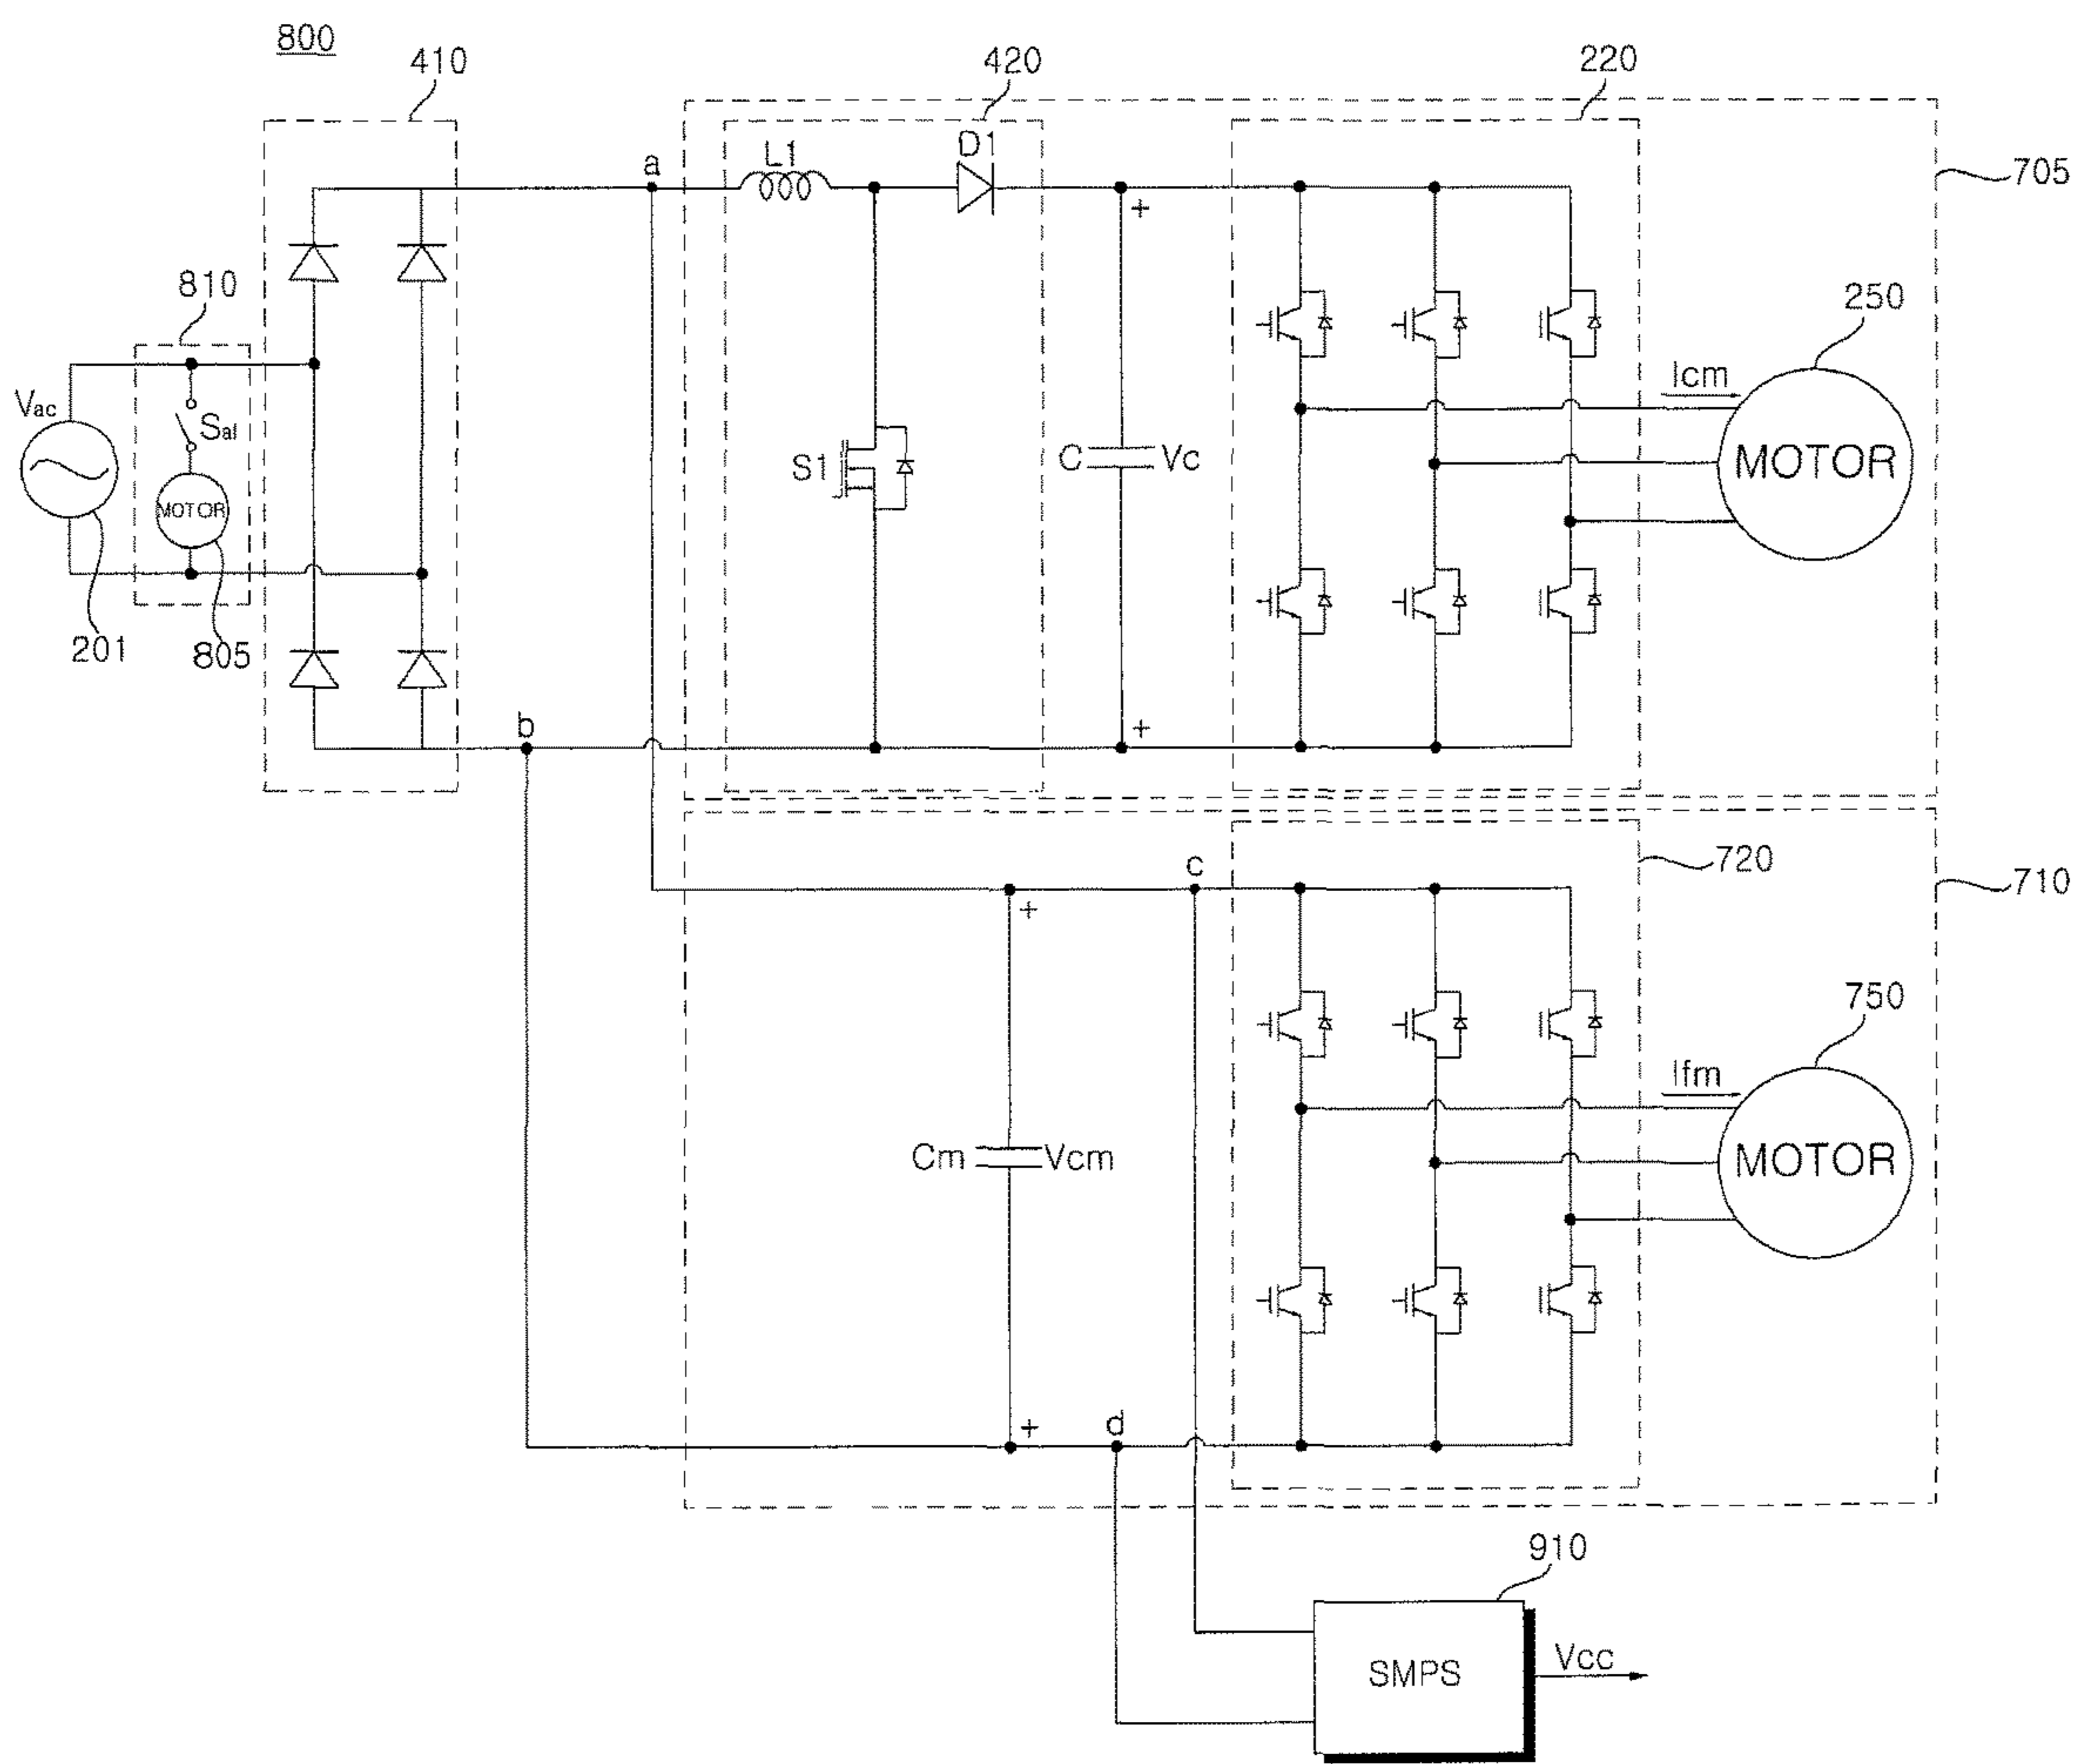 800
410
420
220
a
L1
D1
705
+
810
250
Vac
Sal
Icm
MOTOR
S1
C
Vc
MOTOR
201
805
b
+
720
c
710
+
750
Ifm
Cm
Vcm
MOTOR
+
d
910
SMPS
Vcc